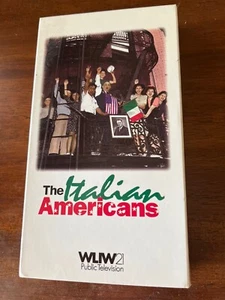 The Italian
Americans
WLIW21
Public Television